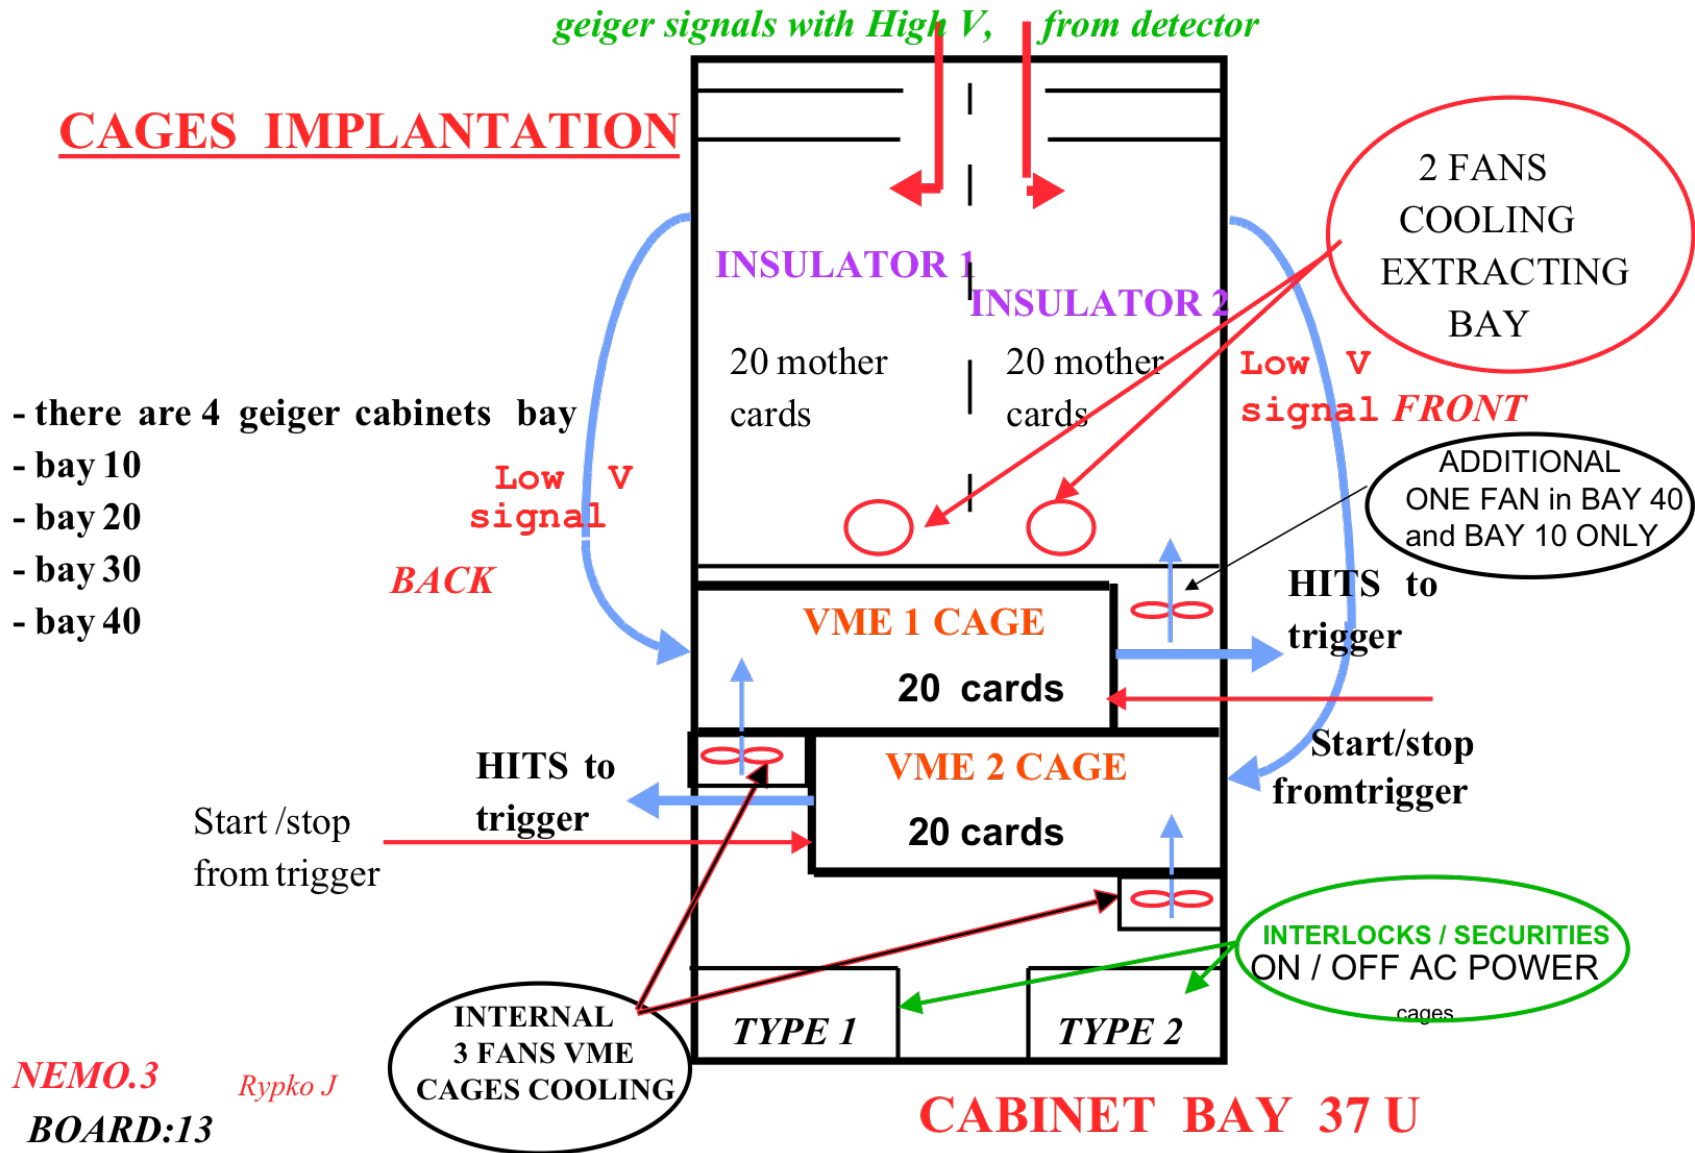 geiger signals with High V, from detector
CAGES IMPLANTATION
2 FANS
COOLING
EXTRACTING
BAY
INSULATOR 1
INSULATOR 2
20 mother
cards
20 mother
cards
Low V
signal FRONT
- there are 4 geiger cabinets bay
- bay 10
- bay 20
- bay 30
- bay 40
Low V
signal
BACK
ADDITIONAL
ONE FAN in BAY 40
and BAY 10 ONLY
HITS to
trigger
VME 1 CAGE
20 cards
Start/stop
fromtrigger
HITS to
trigger
VME 2 CAGE
20 cards
Start /stop
from trigger
INTERLOCKS / SECURITIES
ON / OFF AC POWER
cages
TYPE 1
TYPE 2
INTERNAL
3 FANS VME
CAGES COOLING
NEMO.3
Rypko J
BOARD:13
CABINET BAY 37 U